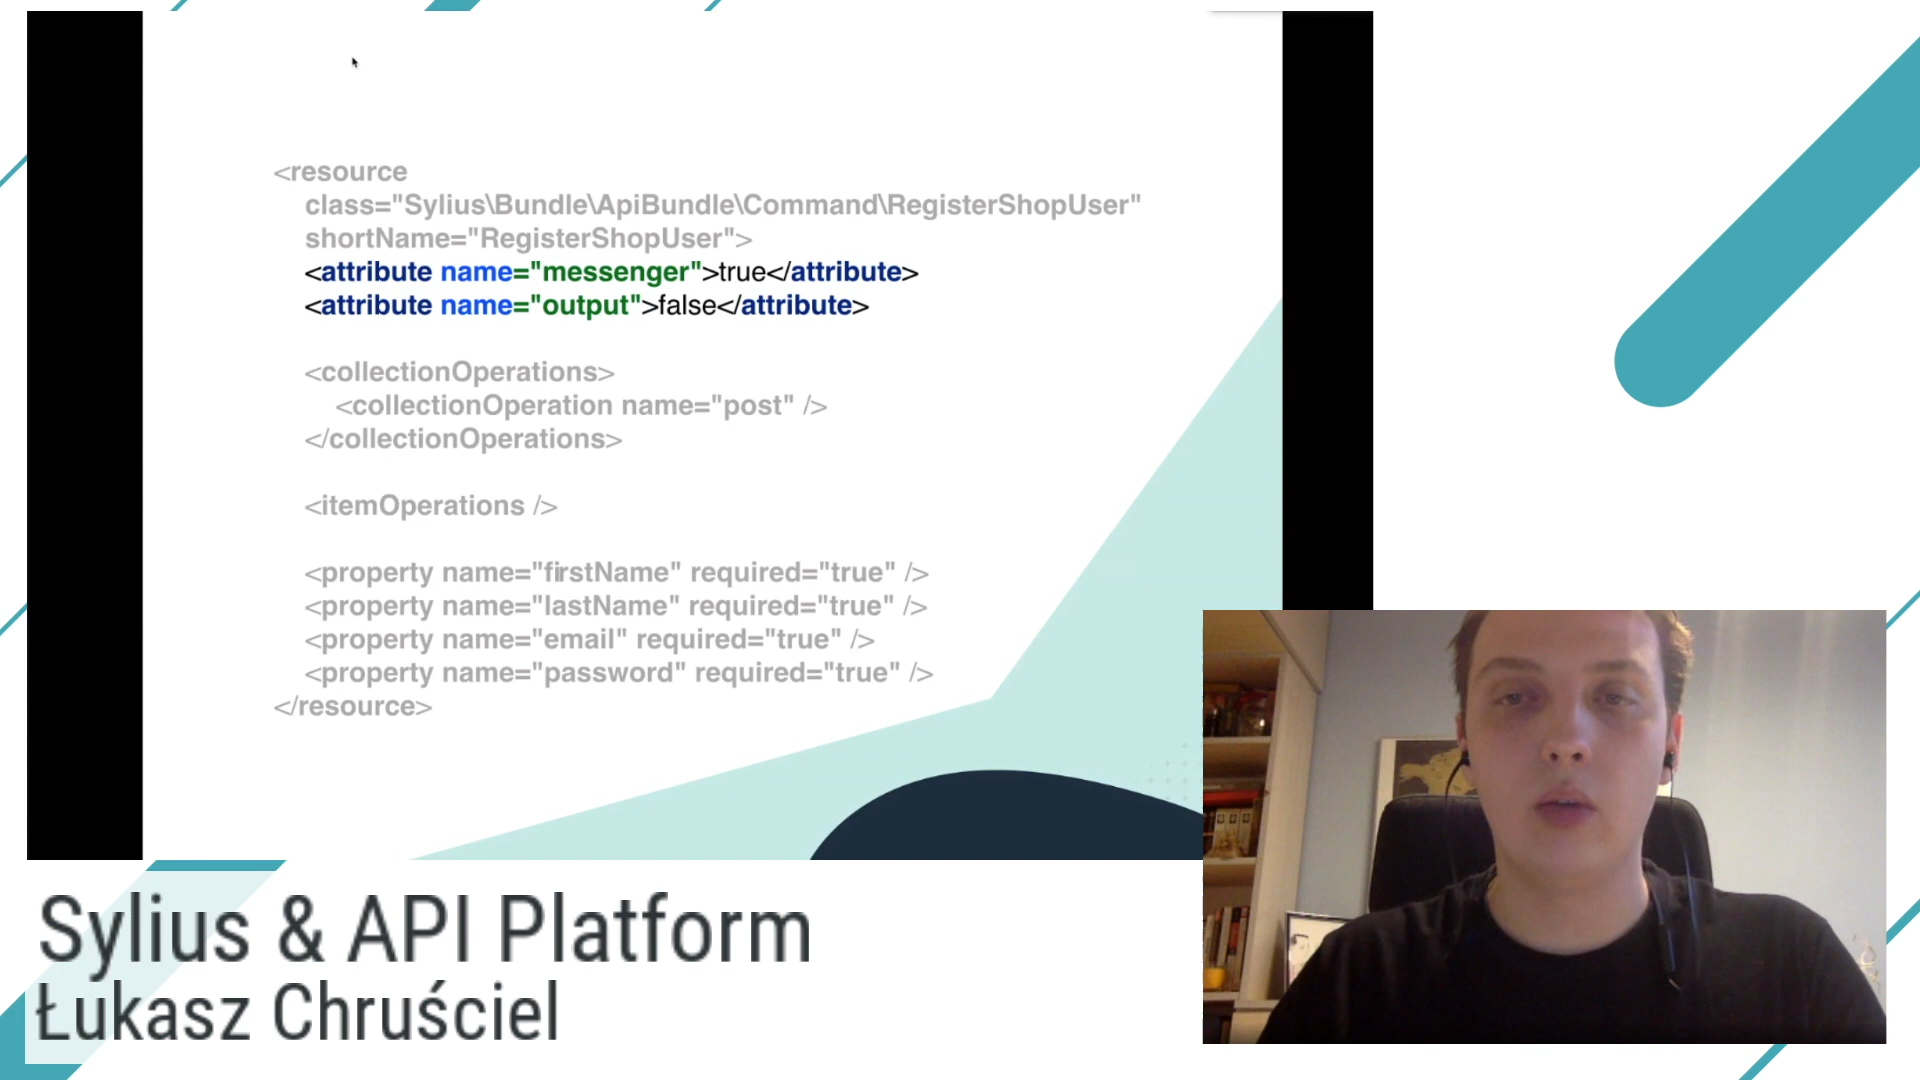 <resource
class="Sylius\Bundle\ApiBundle\Command\RegisterShopUser"
shortName="RegisterShopUser">
<attribute name="messenger">true</attribute>
<attribute name="output">false</attribute>
<collectionOperations>
<collectionOperation name="post" />
</collectionOperations>
<itemOperations />
<property name="firstName" required="true" />
<property name="lastName" required="true" />
<property name="email" required="true" />
<property name="password" required="true" />
</resource>
Sylius & API Platform
Łukasz Chruściel